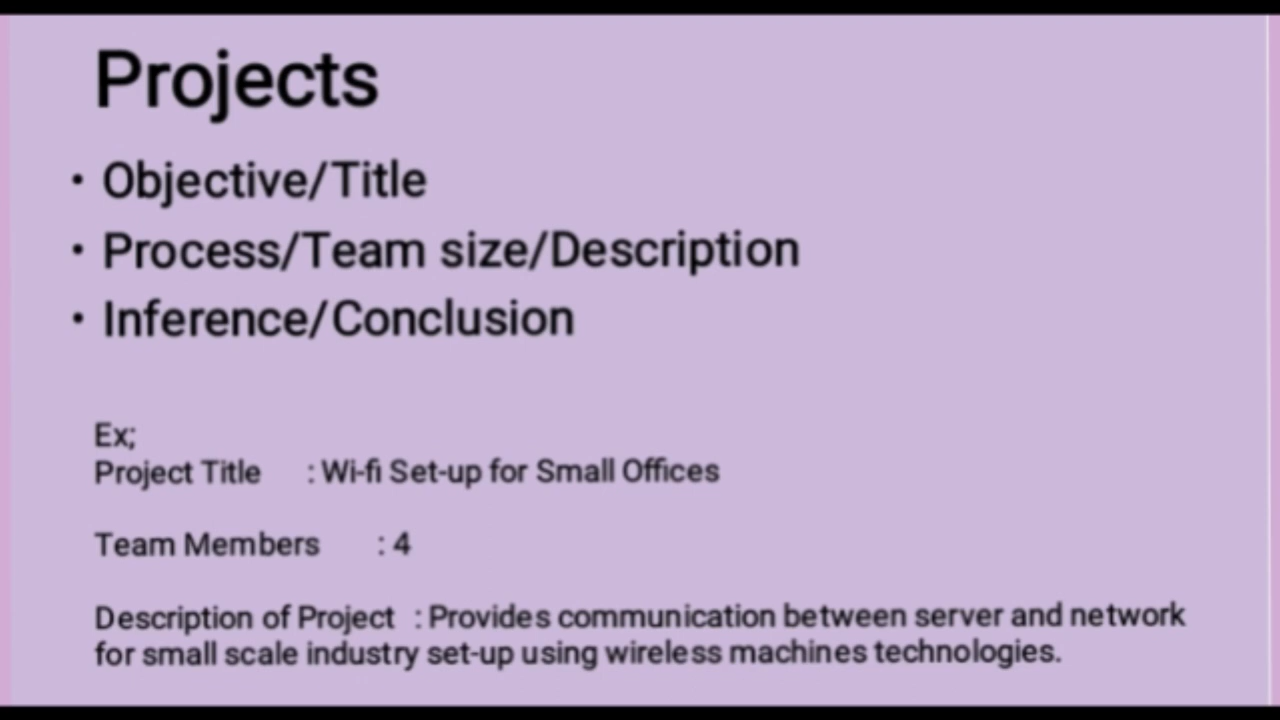 Projects
• Objective/Title
• Process/Team size/Description
• Inference/Conclusion
Ex;
Project Title : Wi-fi Set-up for Small Offices
Team Members : 4
Description of Project : Provides communication between server and network
for small scale industry set-up using wireless machines technologies.